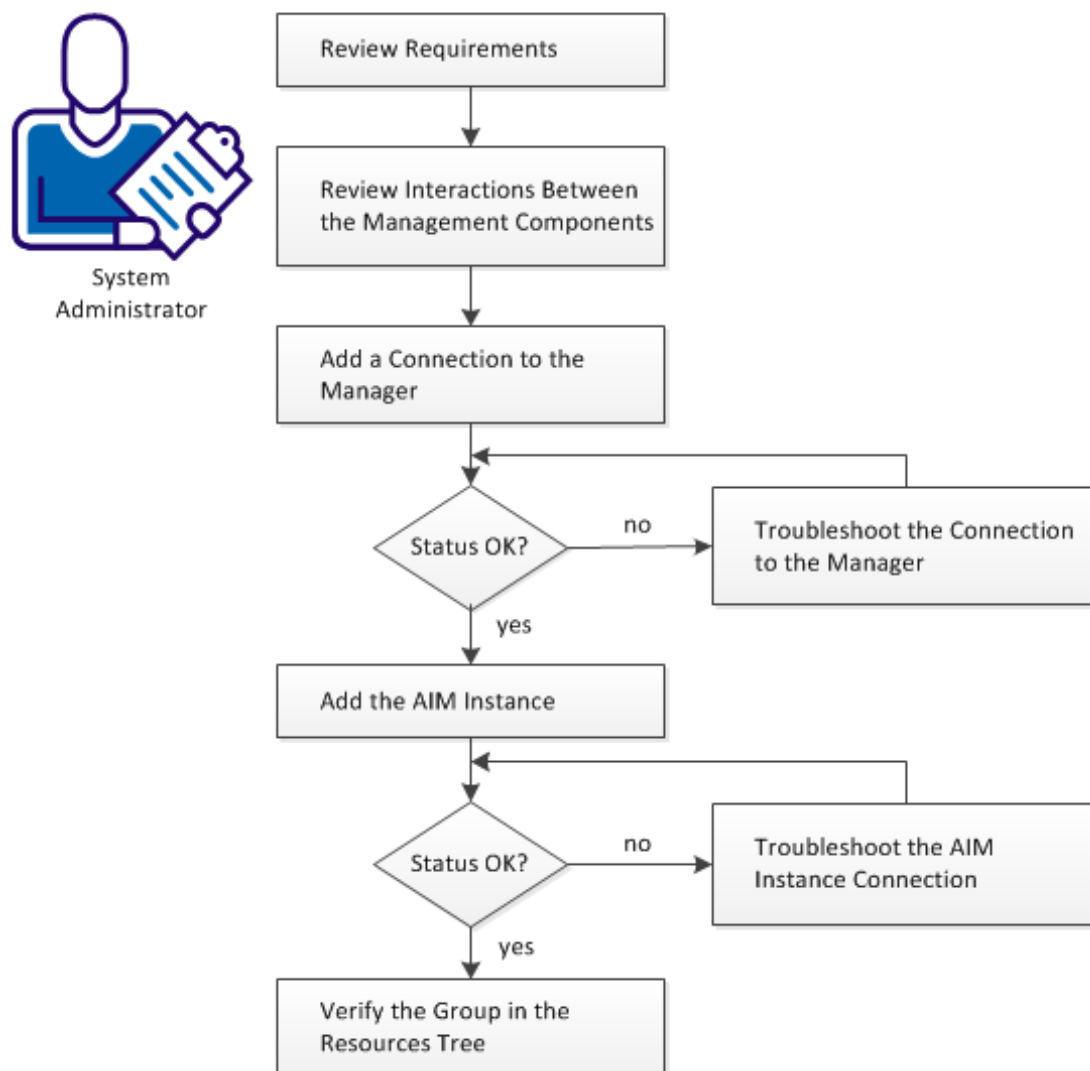 Review Requirements
Review Interactions Between
the Management Components
System
Administrator
Add a Connection to the
Manager
Status OK?
no
Troubleshoot the Connection
to the Manager
yes
Add the AIM Instance
Status OK?
no
Troubleshoot the AIM
Instance Connection
yes
Verify the Group in the
Resources Tree